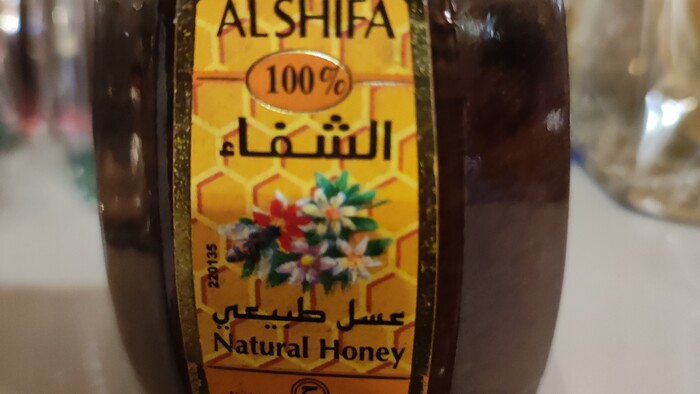 ALSHIFA
100%
الشفاء
220135
عسل طبيعي
Natural Honey